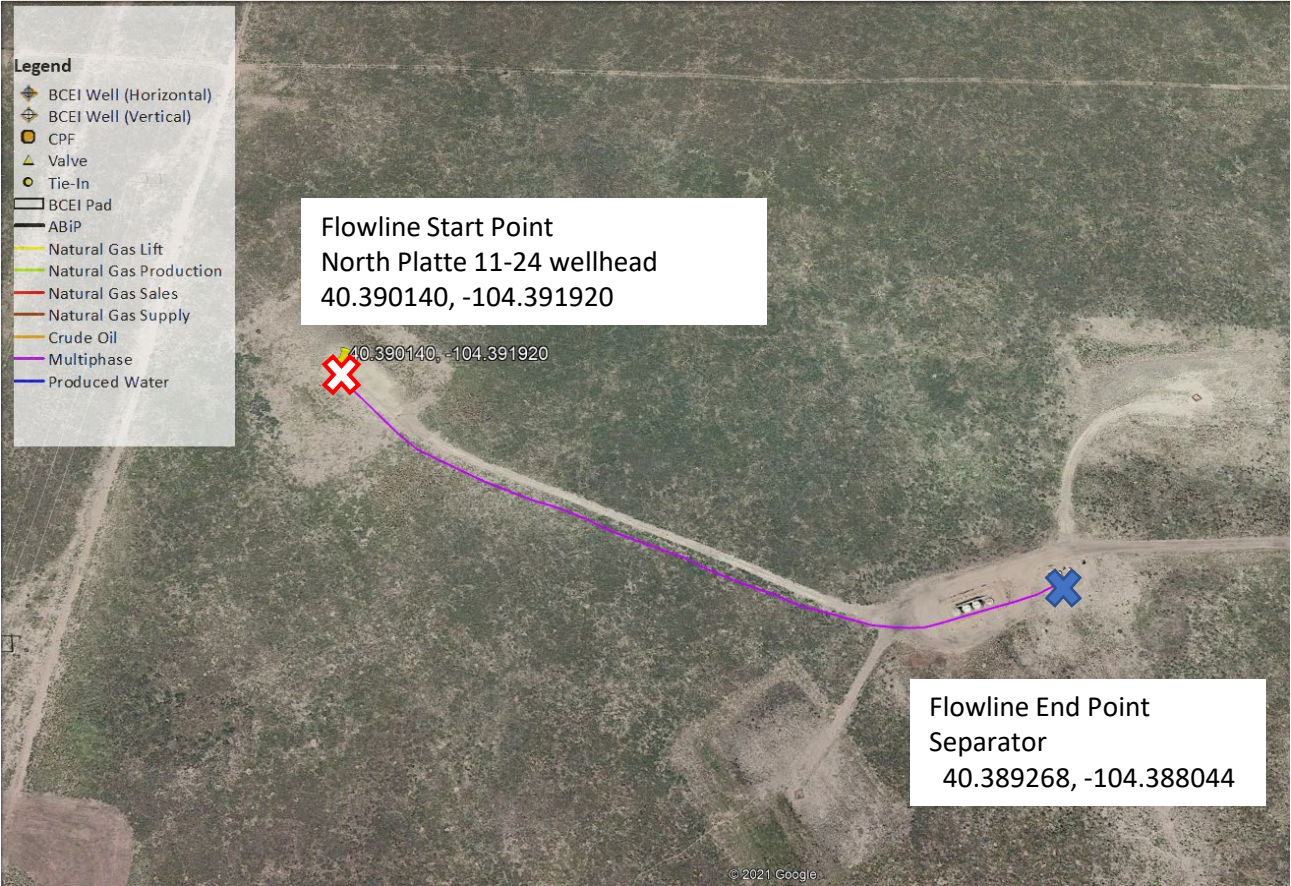 Legend
BCEI Well (Horizontal)
BCEI Well (Vertical)
CPF
Valve
Tie-In
BCEI Pad
ABiP
Natural Gas Lift
Natural Gas Production
Natural Gas Sales
Natural Gas Supply
Crude Oil
Multiphase
Produced Water
Flowline Start Point
North Platte 11-24 wellhead
40.390140, -104.391920
40.390140, -104.391920
Flowline End Point
Separator
40.389268, -104.388044
© 2021 Google